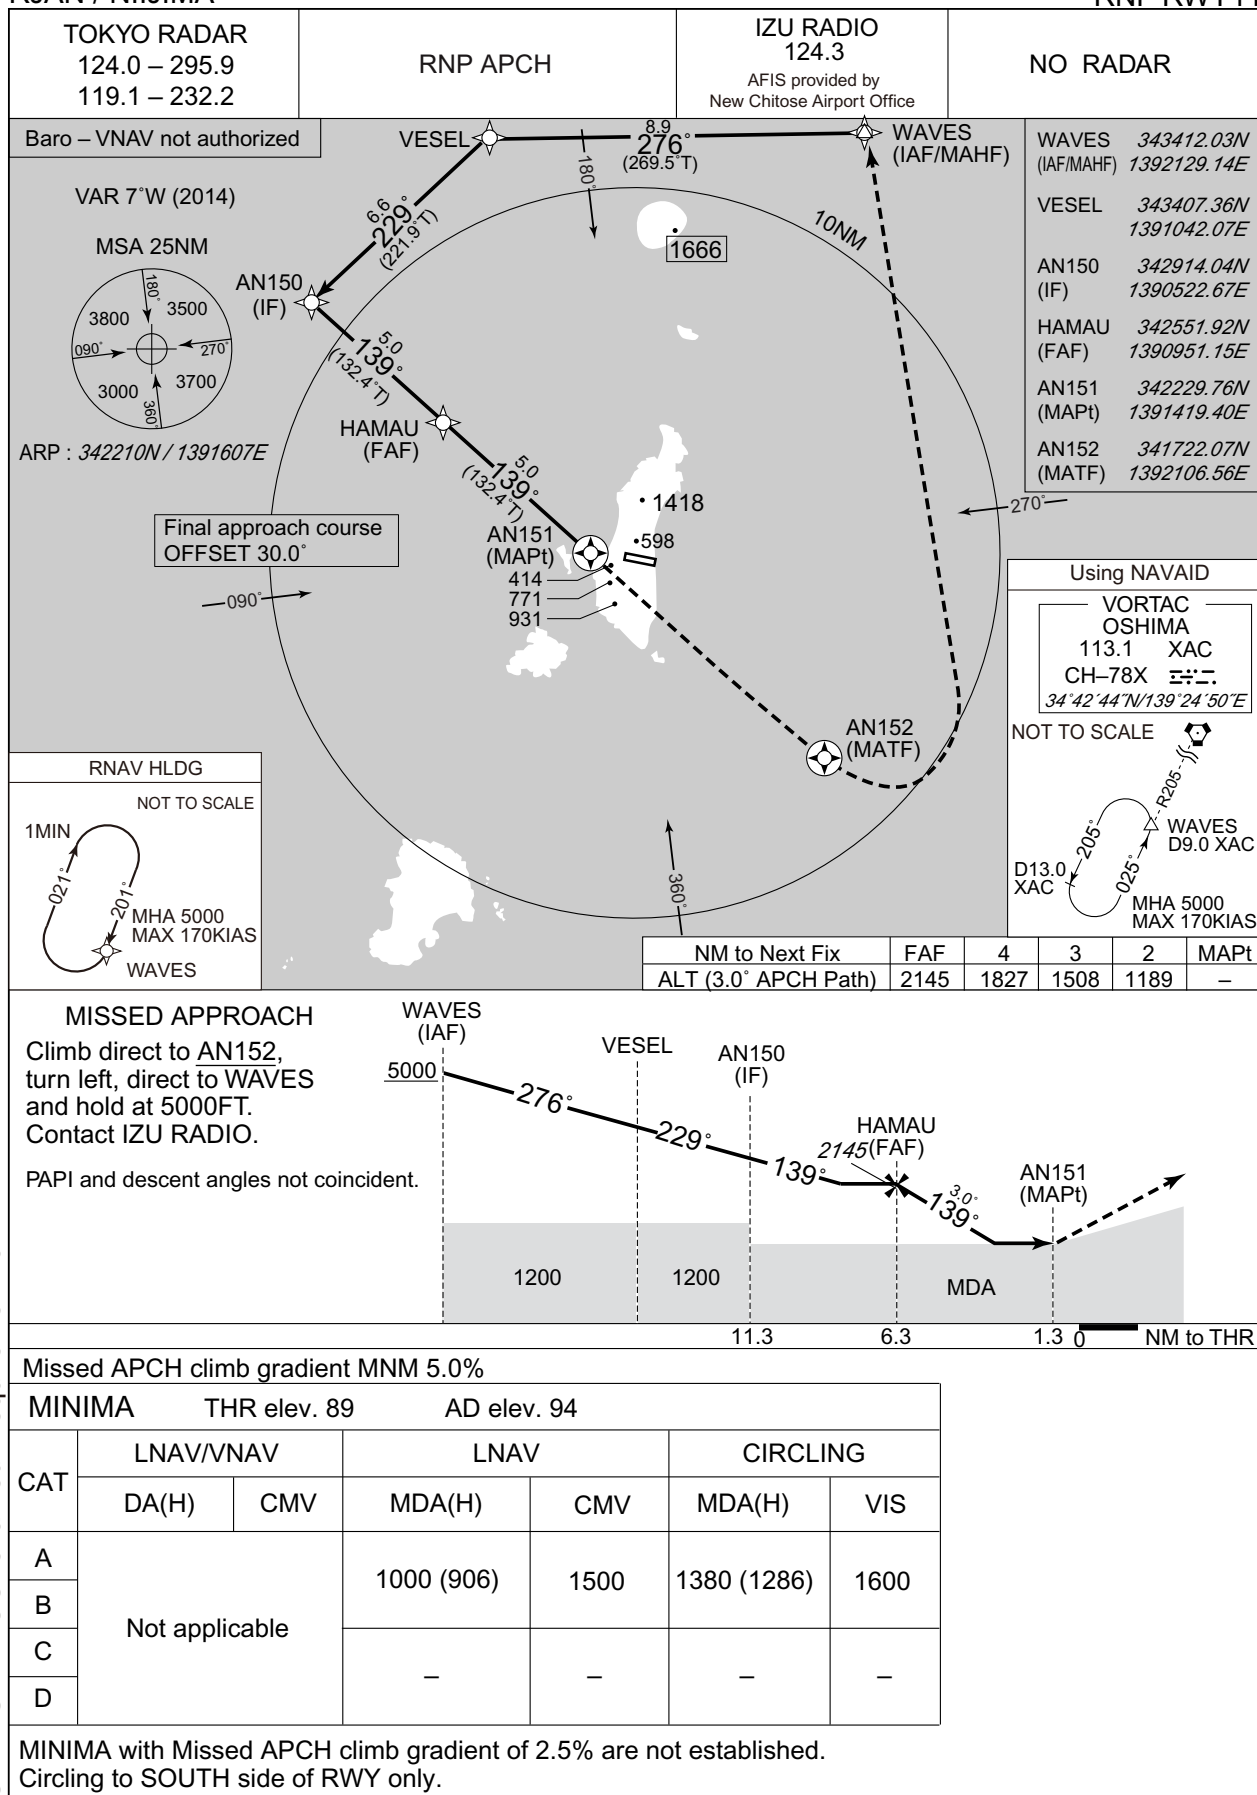 TOKYO RADAR
124.0 – 295.9
119.1 – 232.2
RNP APCH
IZU RADIO
124.3
AFIS provided by
New Chitose Airport Office
NO RADAR
Baro – VNAV not authorized
VAR 7°W (2014)
MSA 25NM
180°
3500
3800
090°
270°
3000
3700
360°
ARP : 342210N / 1391607E
VESEL
8.9
276°
(269.5°T)
WAVES
(IAF/MAHF)
180°
6.6
229°
(221.9°T)
10NM
1666
AN150
(IF)
5.0
139°
(132.4°T)
HAMAU
(FAF)
5.0
139°
(132.4°T)
1418
598
AN151
(MAPt)
414
771
931
Final approach course
OFFSET 30.0°
090°
270°
360°
AN152
(MATF)
WAVES 343412.03N
(IAF/MAHF) 1392129.14E
VESEL 343407.36N
1391042.07E
AN150 342914.04N
(IF) 1390522.67E
HAMAU 342551.92N
(FAF) 1390951.15E
AN151 342229.76N
(MAPt) 1391419.40E
AN152 341722.07N
(MATF) 1392106.56E
Using NAVAID
VORTAC
OSHIMA
113.1 XAC
CH–78X
34°42´44˝N/139°24´50˝E
NOT TO SCALE
R205
205°
WAVES
D9.0 XAC
D13.0
XAC
025°
MHA 5000
MAX 170KIAS
RNAV HLDG
NOT TO SCALE
1MIN
021°
201°
MHA 5000
MAX 170KIAS
WAVES
NM to Next Fix FAF 4 3 2 MAPt
ALT (3.0° APCH Path) 2145 1827 1508 1189 –
MISSED APPROACH
Climb direct to AN152,
turn left, direct to WAVES
and hold at 5000FT.
Contact IZU RADIO.
PAPI and descent angles not coincident.
WAVES
(IAF)
VESEL
AN150
(IF)
5000
276°
229°
139°
2145
HAMAU
(FAF)
3.0°
139°
AN151
(MAPt)
1200
1200
MDA
11.3 6.3 1.3 0 NM to THR
Missed APCH climb gradient MNM 5.0%
MINIMA THR elev. 89 AD elev. 94
CAT LNAV/VNAV LNAV CIRCLING
DA(H) CMV MDA(H) CMV MDA(H) VIS
A
B
C
D
Not applicable
1000 (906) 1500 1380 (1286) 1600
– – – –
MINIMA with Missed APCH climb gradient of 2.5% are not established.
Circling to SOUTH side of RWY only.